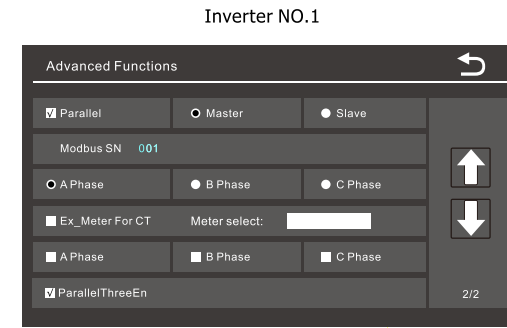 Inverter NO.1
Advanced Functions
Parallel Master Slave
Modbus SN 001
A Phase B Phase C Phase
Ex_Meter For CT Meter select:
A Phase B Phase C Phase
ParallelThreeEn
2/2